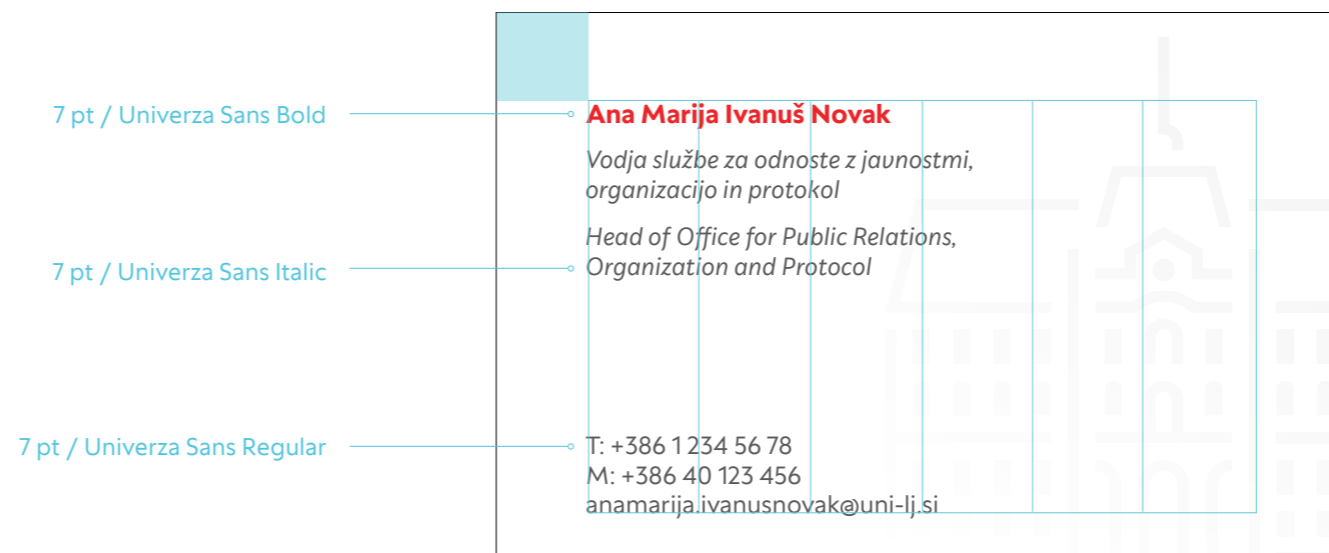 7 pt / Univerza Sans Bold
Ana Marija Ivanuš Novak
Vodja službe za odnoste z javnostmi,
organizacijo in protokol
Head of Office for Public Relations,
7 pt / Univerza Sans Italic
Organization and Protocol
7 pt / Univerza Sans Regular
T: +386 1 234 56 78
M: +386 40 123 456
anamarija.ivanusnovak@uni-lj.si